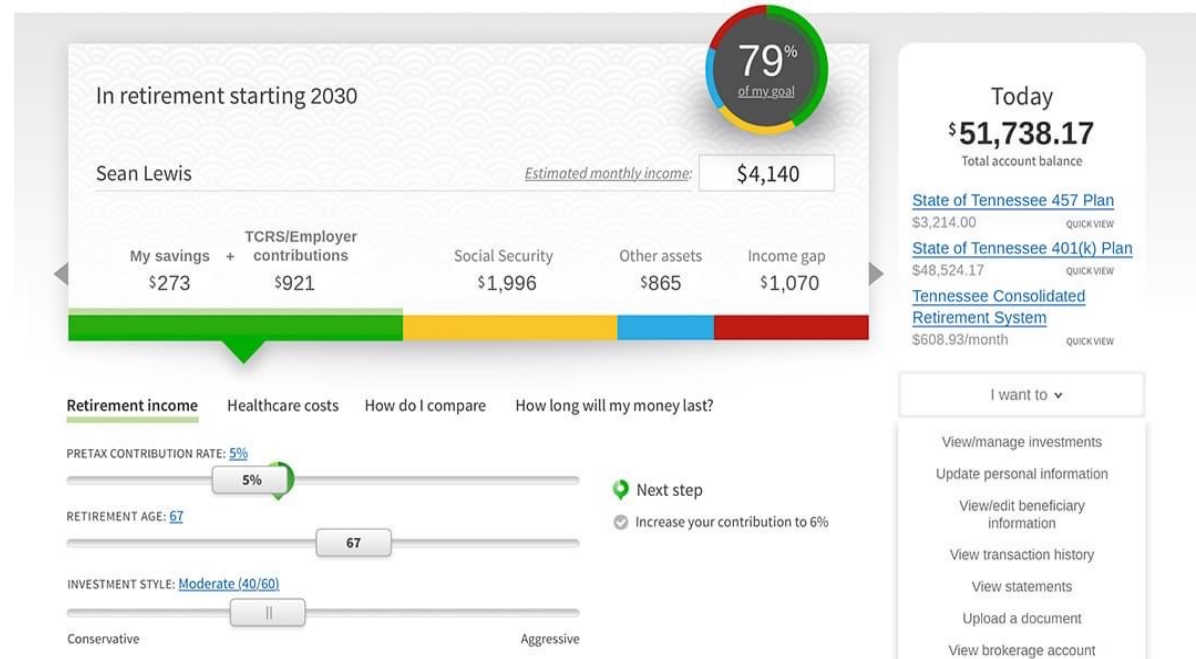 79%
of my goal
In retirement starting 2030
Sean Lewis
Estimated monthly income:
$4,140
TCRS/Employer
My savings + contributions
Social Security
Other assets
Income gap
$273
$921
$1,996
$865
$1,070
Retirement income
Healthcare costs
How do I compare
How long will my money last?
PRETAX CONTRIBUTION RATE: 5%
5%
RETIREMENT AGE: 67
67
INVESTMENT STYLE: Moderate (40/60)
Conservative
Aggressive
Next step
Increase your contribution to 6%
Today
$51,738.17
Total account balance
State of Tennessee 457 Plan
$3,214.00
QUICK VIEW
State of Tennessee 401(k) Plan
$48,524.17
QUICK VIEW
Tennessee Consolidated
Retirement System
$608.93/month
QUICK VIEW
I want to
View/manage investments
Update personal information
View/edit beneficiary
information
View transaction history
View statements
Upload a document
View brokerage account